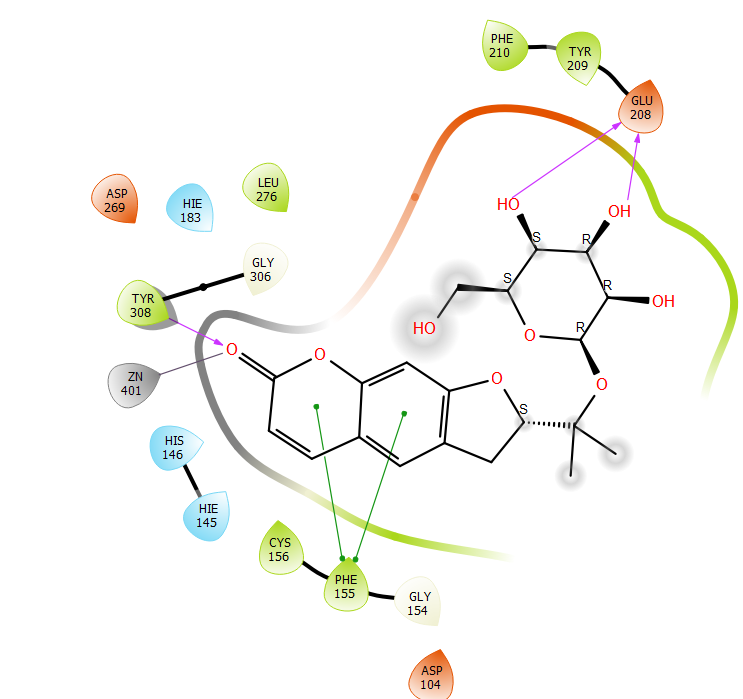 PHE
210
TYR
209
GLU
208
ASP
269
HIE
183
LEU
276
HO
OH
S
R
GLY
306
S
R
TYR
308
OH
HO
R
O
O
O
ZN
401
O
O
S
HIS
146
HIE
145
CYS
156
PHE
155
GLY
154
ASP
104